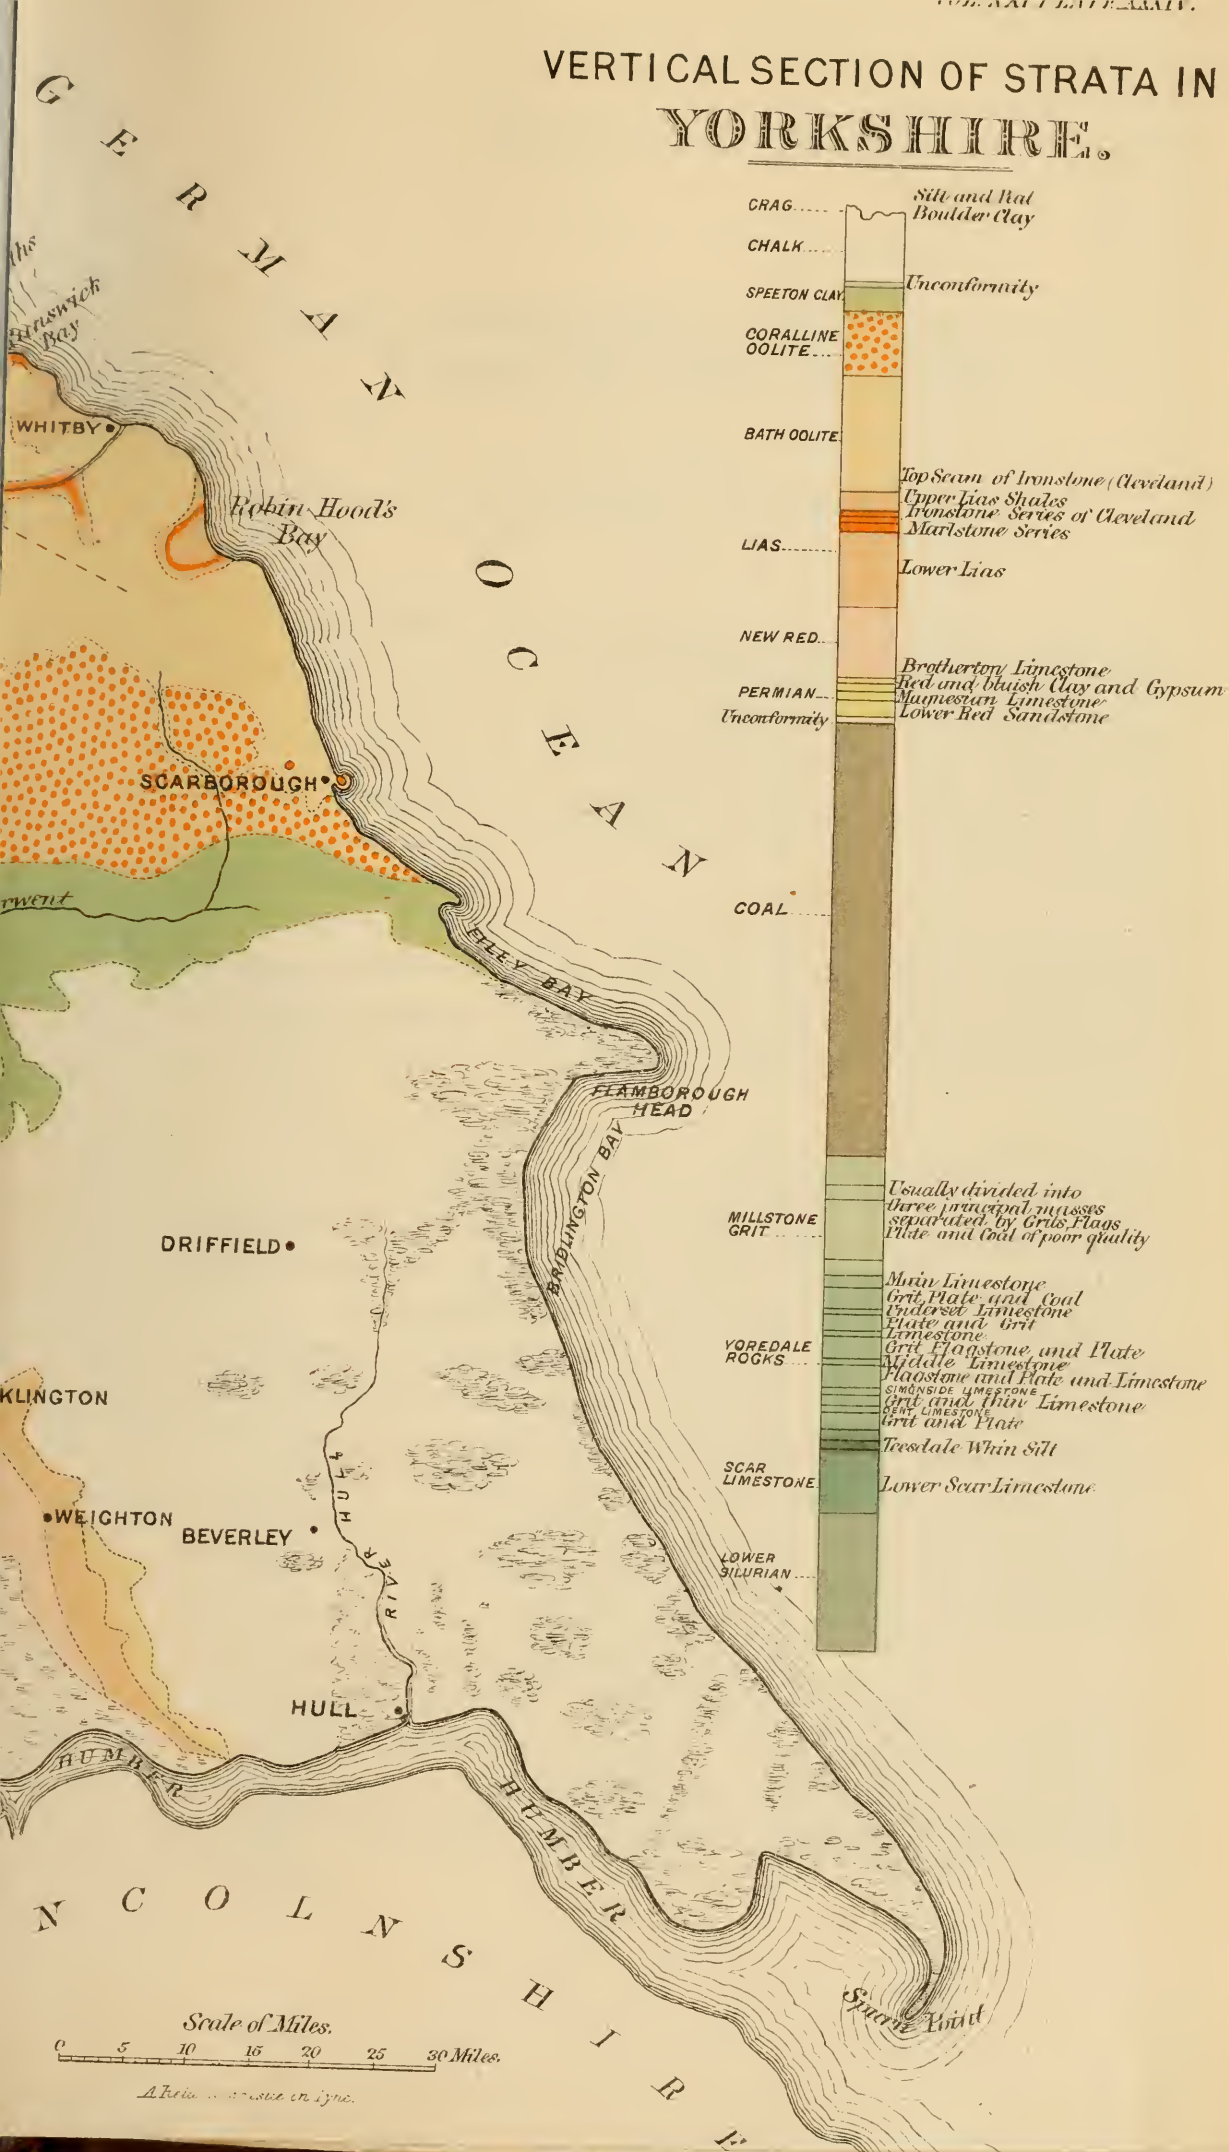 VERTICAL SECTION OF STRATA IN
YORKSHIRE.
GERMAN
OCEAN
Bay
WHITBY
Robin Hood's
Bay
SCARBOROUGH
rwent
FILEY BAY
FLAMBOROUGH
HEAD
BRIDLINGTON BAY
DRIFFIELD
KLINGTON
WEIGHTON
BEVERLEY
RIVER HULL
HULL
HUMBER
HUMBER
NCOLNSHIRE
Spurn Point
Scale of Miles.
0 5 10 15 20 25 30 Miles.
CRAG
Silt and Peat
Boulder Clay
CHALK
Unconformity
SPEETON CLAY
CORALLINE
OOLITE
BATH OOLITE
Top Seam of Ironstone (Cleveland)
Upper Lias Shales
Ironstone Series of Cleveland
Marlstone Series
LIAS
Lower Lias
NEW RED
Brotherton Limestone
Red and bluish Clay and Gypsum
PERMIAN
Magnesian Limestone
Unconformity
Lower Red Sandstone
COAL
MILLSTONE
GRIT
Usually divided into
three principal masses
separated by Grits, Flags
Plate and Coal of poor quality
Main Limestone
Grit, Plate and Coal
Underset Limestone
Plate and Grit
Limestone
YOREDALE
ROCKS
Grit Flagstone and Plate
Middle Limestone
Flagstone and Plate and Limestone
SIMONSIDE LIMESTONE
Grit and thin Limestone
DENT LIMESTONE
Grit and Plate
Teesdale Whin Silt
SCAR
LIMESTONE
Lower Scar Limestone
LOWER
SILURIAN